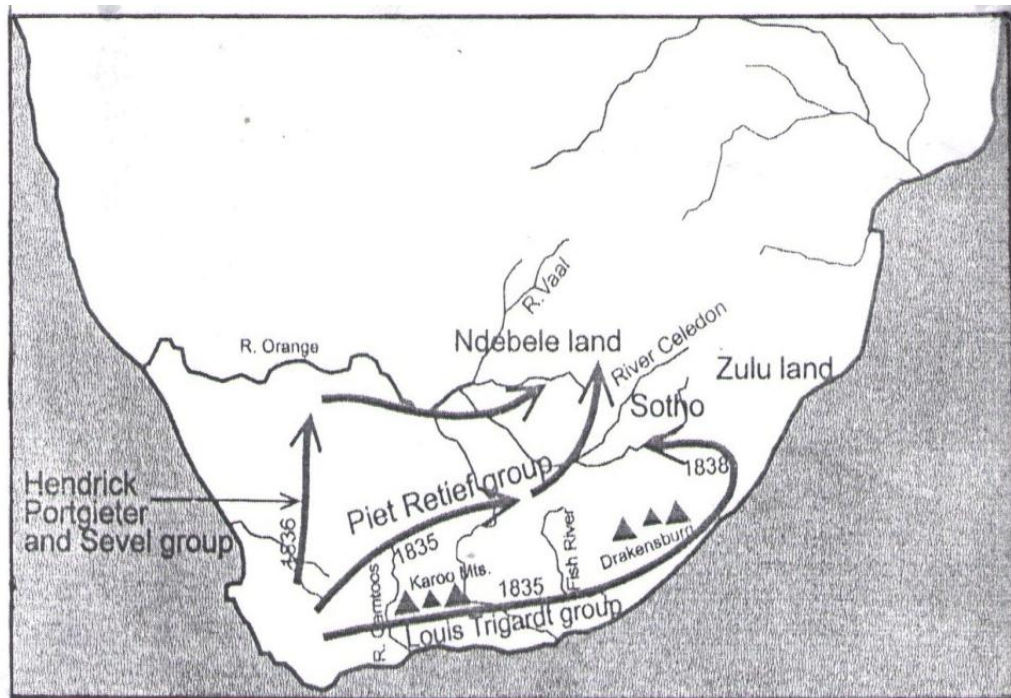 R. Vaal
R. Orange
Ndebele land
River Celedon
Zulu land
Sotho
Hendrick
Portgieter
and Sevel group
1836
Piet Retief group
1835
1838
Drakensburg
Fish River
Karoo Mts.
1835
R. Gamtoos
Louis Trigardt group